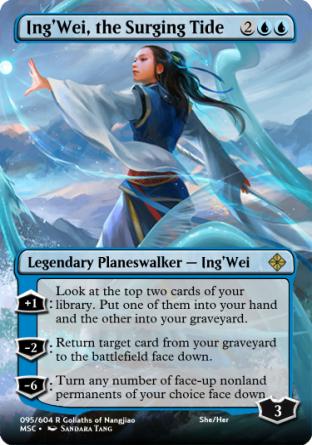 Ing'Wei, the Surging Tide 2
Legendary Planeswalker — Ing'Wei
+1: Look at the top two cards of your
library. Put one of them into your hand
and the other into your graveyard.
-2: Return target card from your graveyard
to the battlefield face down.
-6: Turn any number of face-up nonland
permanents of your choice face down
3
095/604 R Goliaths of Nangjiao She/Her
MSC • Sandara Tang